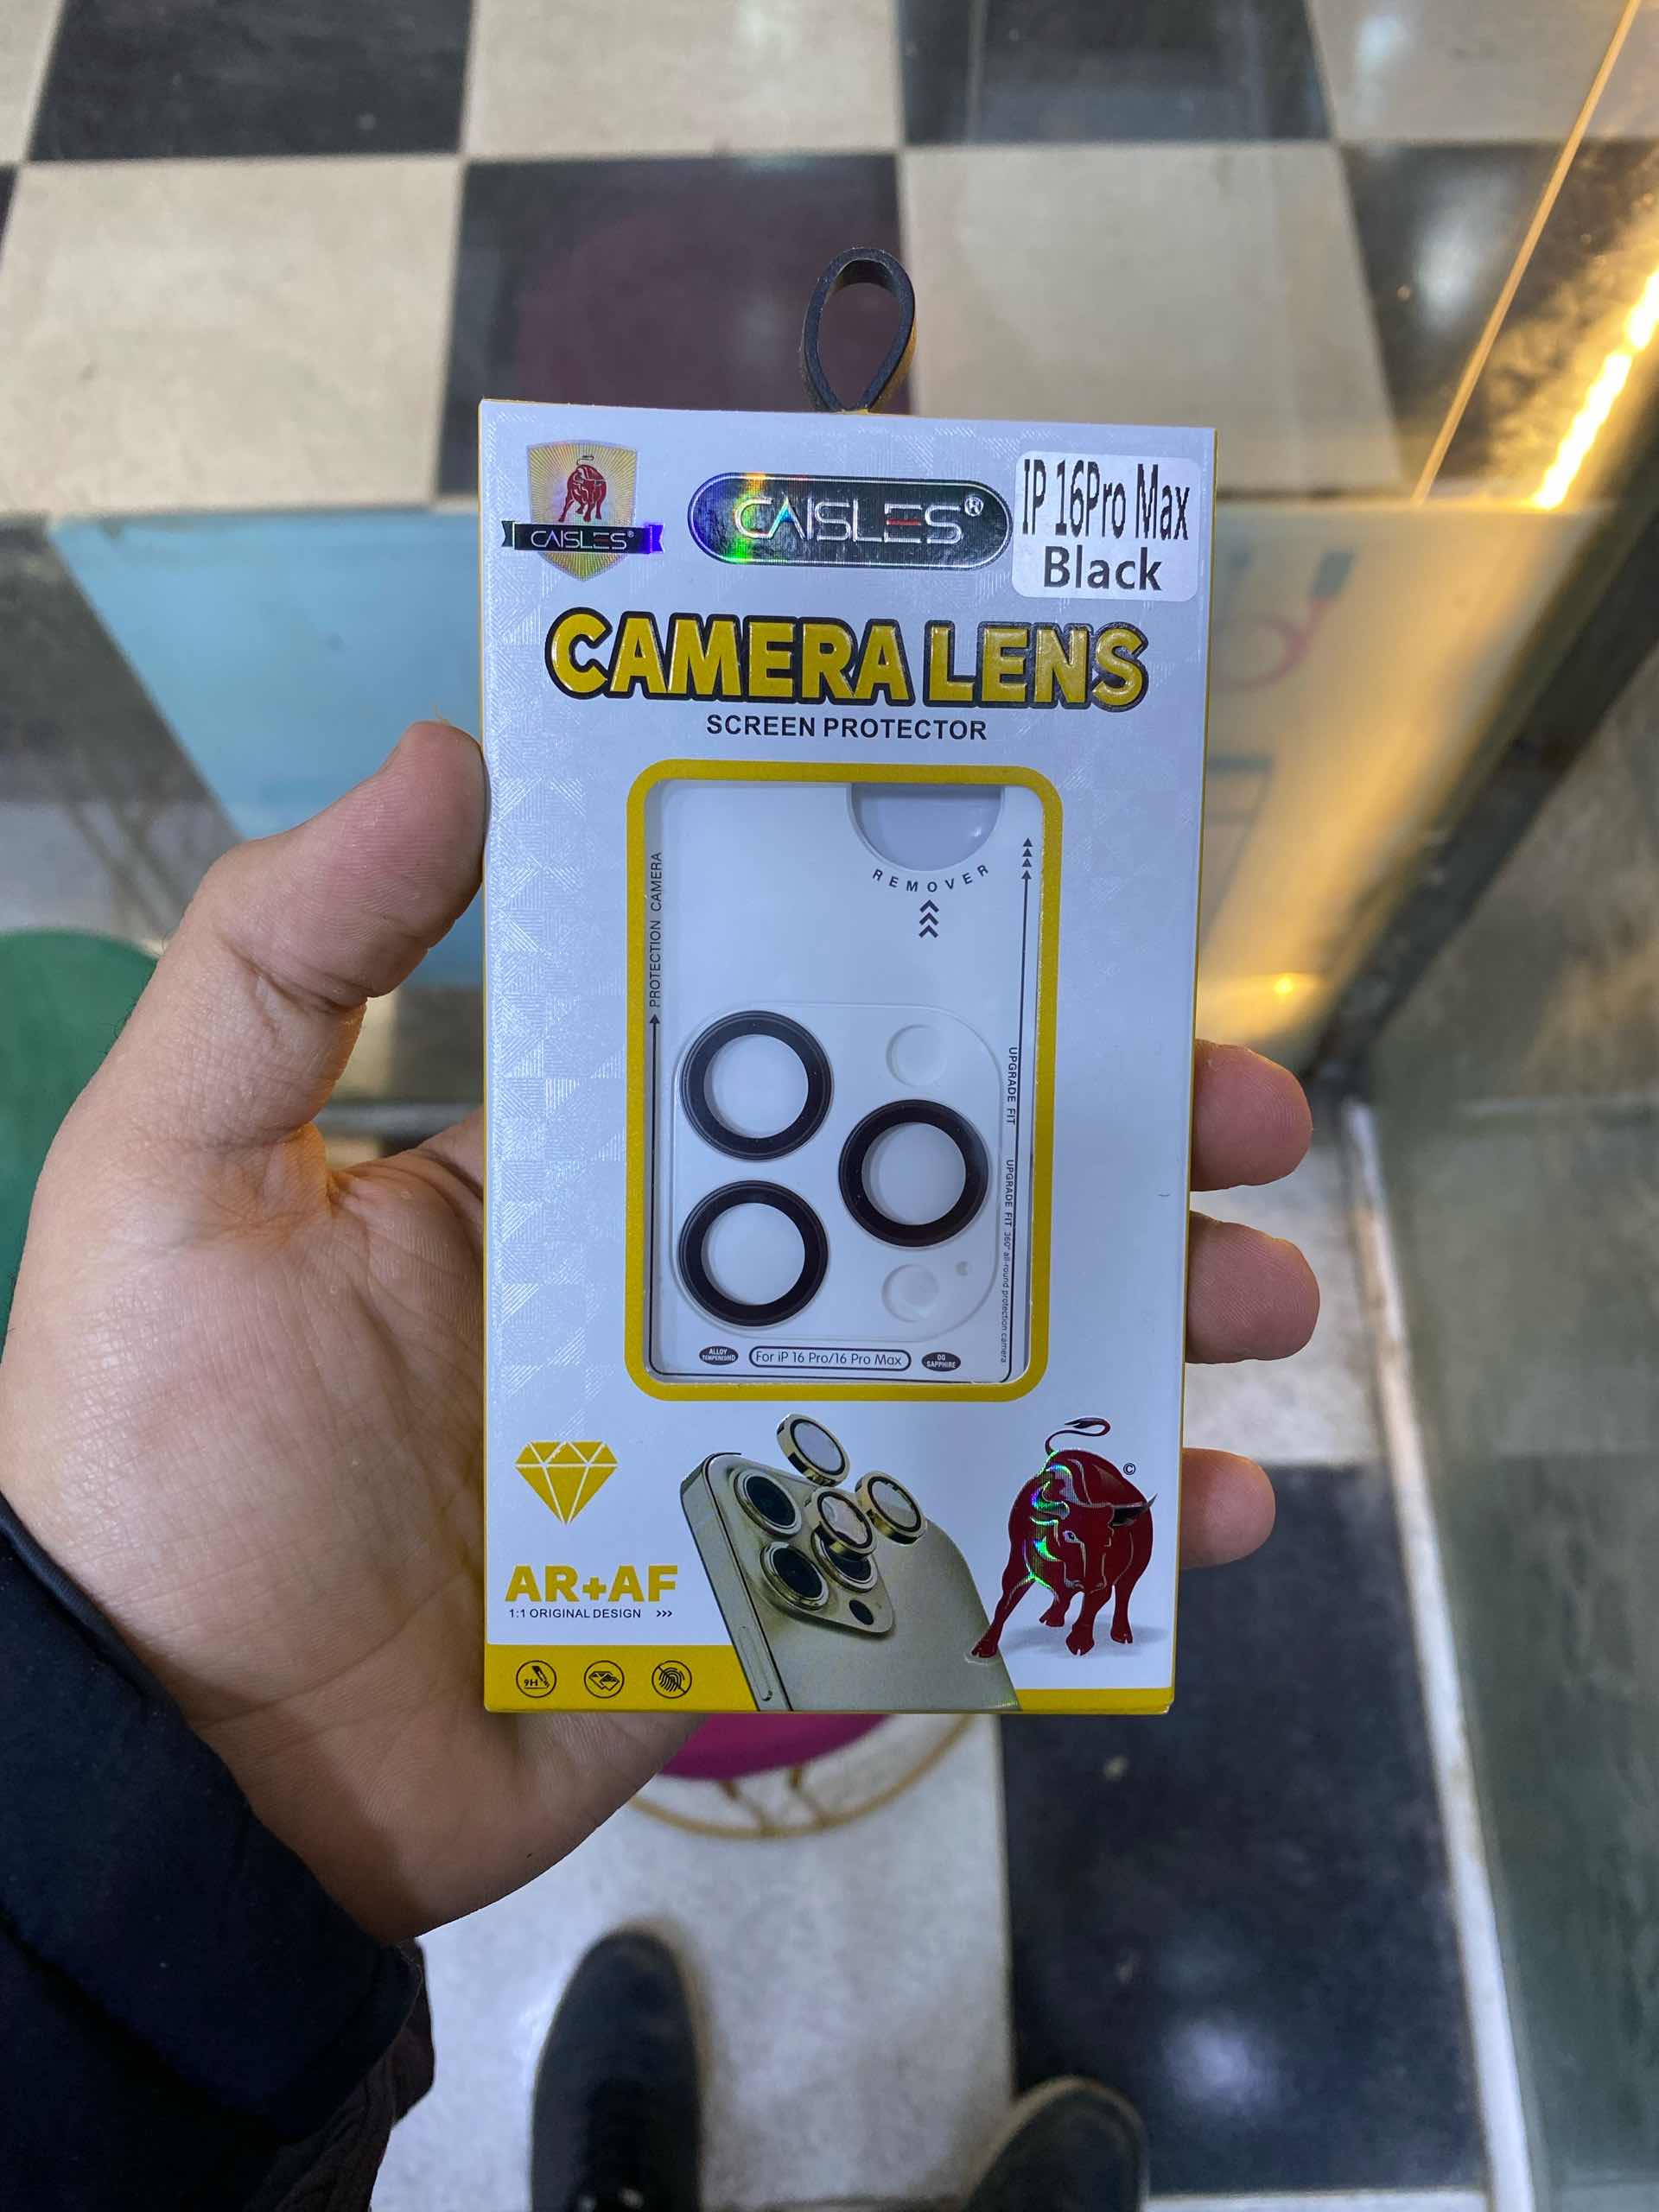 CAISLES®
CAISLES®
IP 16Pro Max
Black
CAMERA LENS
SCREEN PROTECTOR
REMOVER
PROTECTION CAMERA
UPGRADE FIT
UPGRADE FIT 360° all-round protection camera
ALLOY
For iP 16 Pro/16 Pro Max
DG
SAPPHIRE
©
AR+AF
1:1 ORIGINAL DESIGN >>>
9H